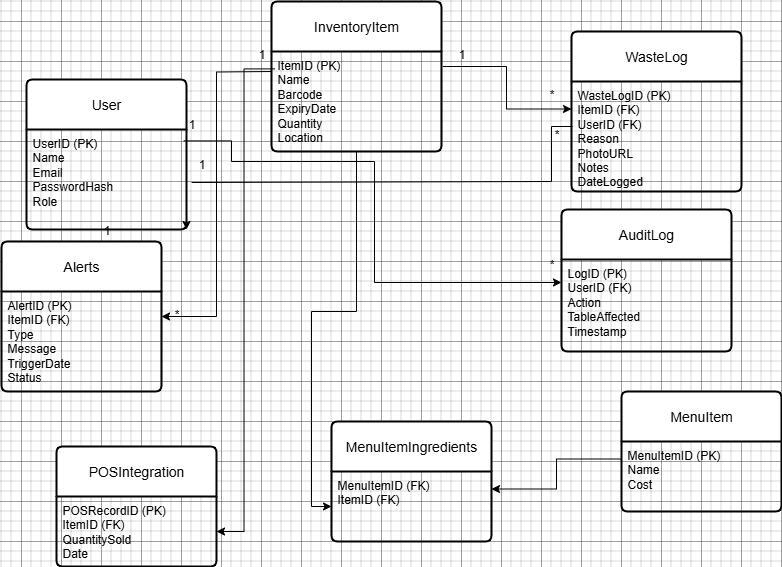 InventoryItem
ItemID (PK)
Name
Barcode
ExpiryDate
Quantity
Location
1
1
WasteLog
WasteLogID (PK)
ItemID (FK)
UserID (FK)
Reason
PhotoURL
Notes
DateLogged
*
*
User
UserID (PK)
Name
Email
PasswordHash
Role
1
1
1
AuditLog
LogID (PK)
UserID (FK)
Action
TableAffected
Timestamp
*
Alerts
AlertID (PK)
ItemID (FK)
Type
Message
TriggerDate
Status
*
MenuItem
MenuItemID (PK)
Name
Cost
MenuItemIngredients
MenuItemID (FK)
ItemID (FK)
POSIntegration
POSRecordID (PK)
ItemID (FK)
QuantitySold
Date